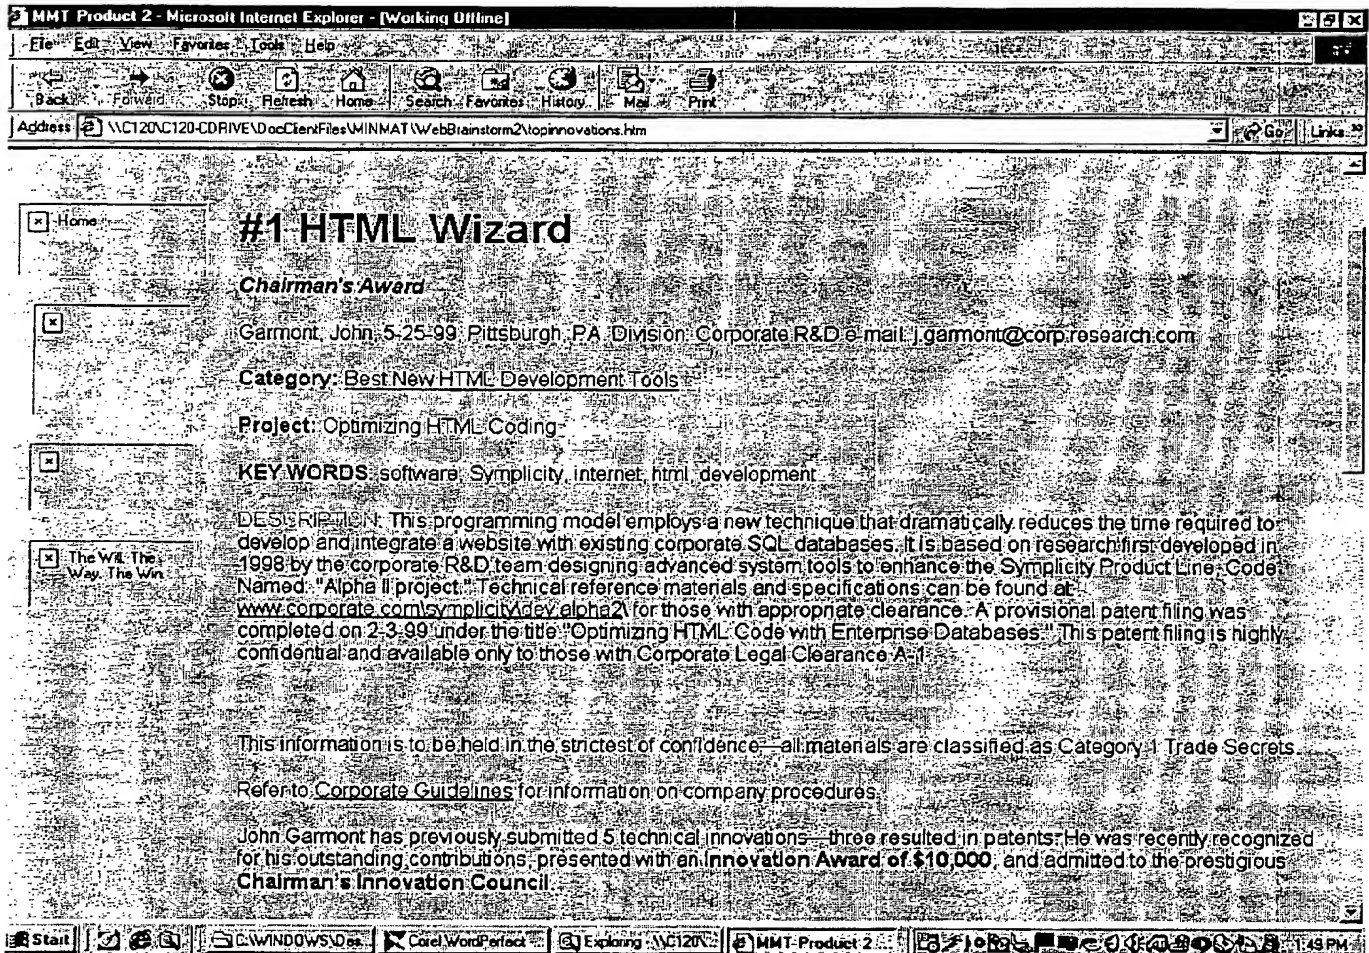 MMT Product 2 - Microsoft Internet Explorer - [Working Offline]
File Edit View Favorites Tools Help
Back Forward Stop Refresh Home Search Favorites History Mail Print
Address \\C120\C120-CDRIVE\DocClientFiles\MINMAT\WebBrainstorm2\topinnovations.htm Go Links »
Home
#1 HTML Wizard
Chairman's Award
Garmont, John, 5-25-99, Pittsburgh, PA, Division: Corporate R&D e-mail: j.garmont@corp.research.com
Category: Best New HTML Development Tools
Project: Optimizing HTML Coding
KEY WORDS: software, Symplicity, internet, html, development
The Will. The
Way. The Win
DESCRIPTION: This programming model employs a new technique that dramatically reduces the time required to
develop and integrate a website with existing corporate SQL databases. It is based on research first developed in
1998 by the corporate R&D team designing advanced system tools to enhance the Symplicity Product Line, Code
Named: "Alpha II project." Technical reference materials and specifications can be found at
www.corporate.com\symplicity\dev.alpha2\ for those with appropriate clearance. A provisional patent filing was
completed on 2-3-99 under the title "Optimizing HTML Code with Enterprise Databases." This patent filing is highly
confidential and available only to those with Corporate Legal Clearance A-1.
This information is to be held in the strictest of confidence—all materials are classified as Category 1 Trade Secrets.
Refer to Corporate Guidelines for information on company procedures.
John Garmont has previously submitted 5 technical innovations—three resulted in patents. He was recently recognized
for his outstanding contributions, presented with an Innovation Award of $10,000, and admitted to the prestigious
Chairman's Innovation Council.
Start C:\WINDOWS\Des... Corel WordPerfect Exploring - \\C120\... MMT Product 2 ... 1:49 PM